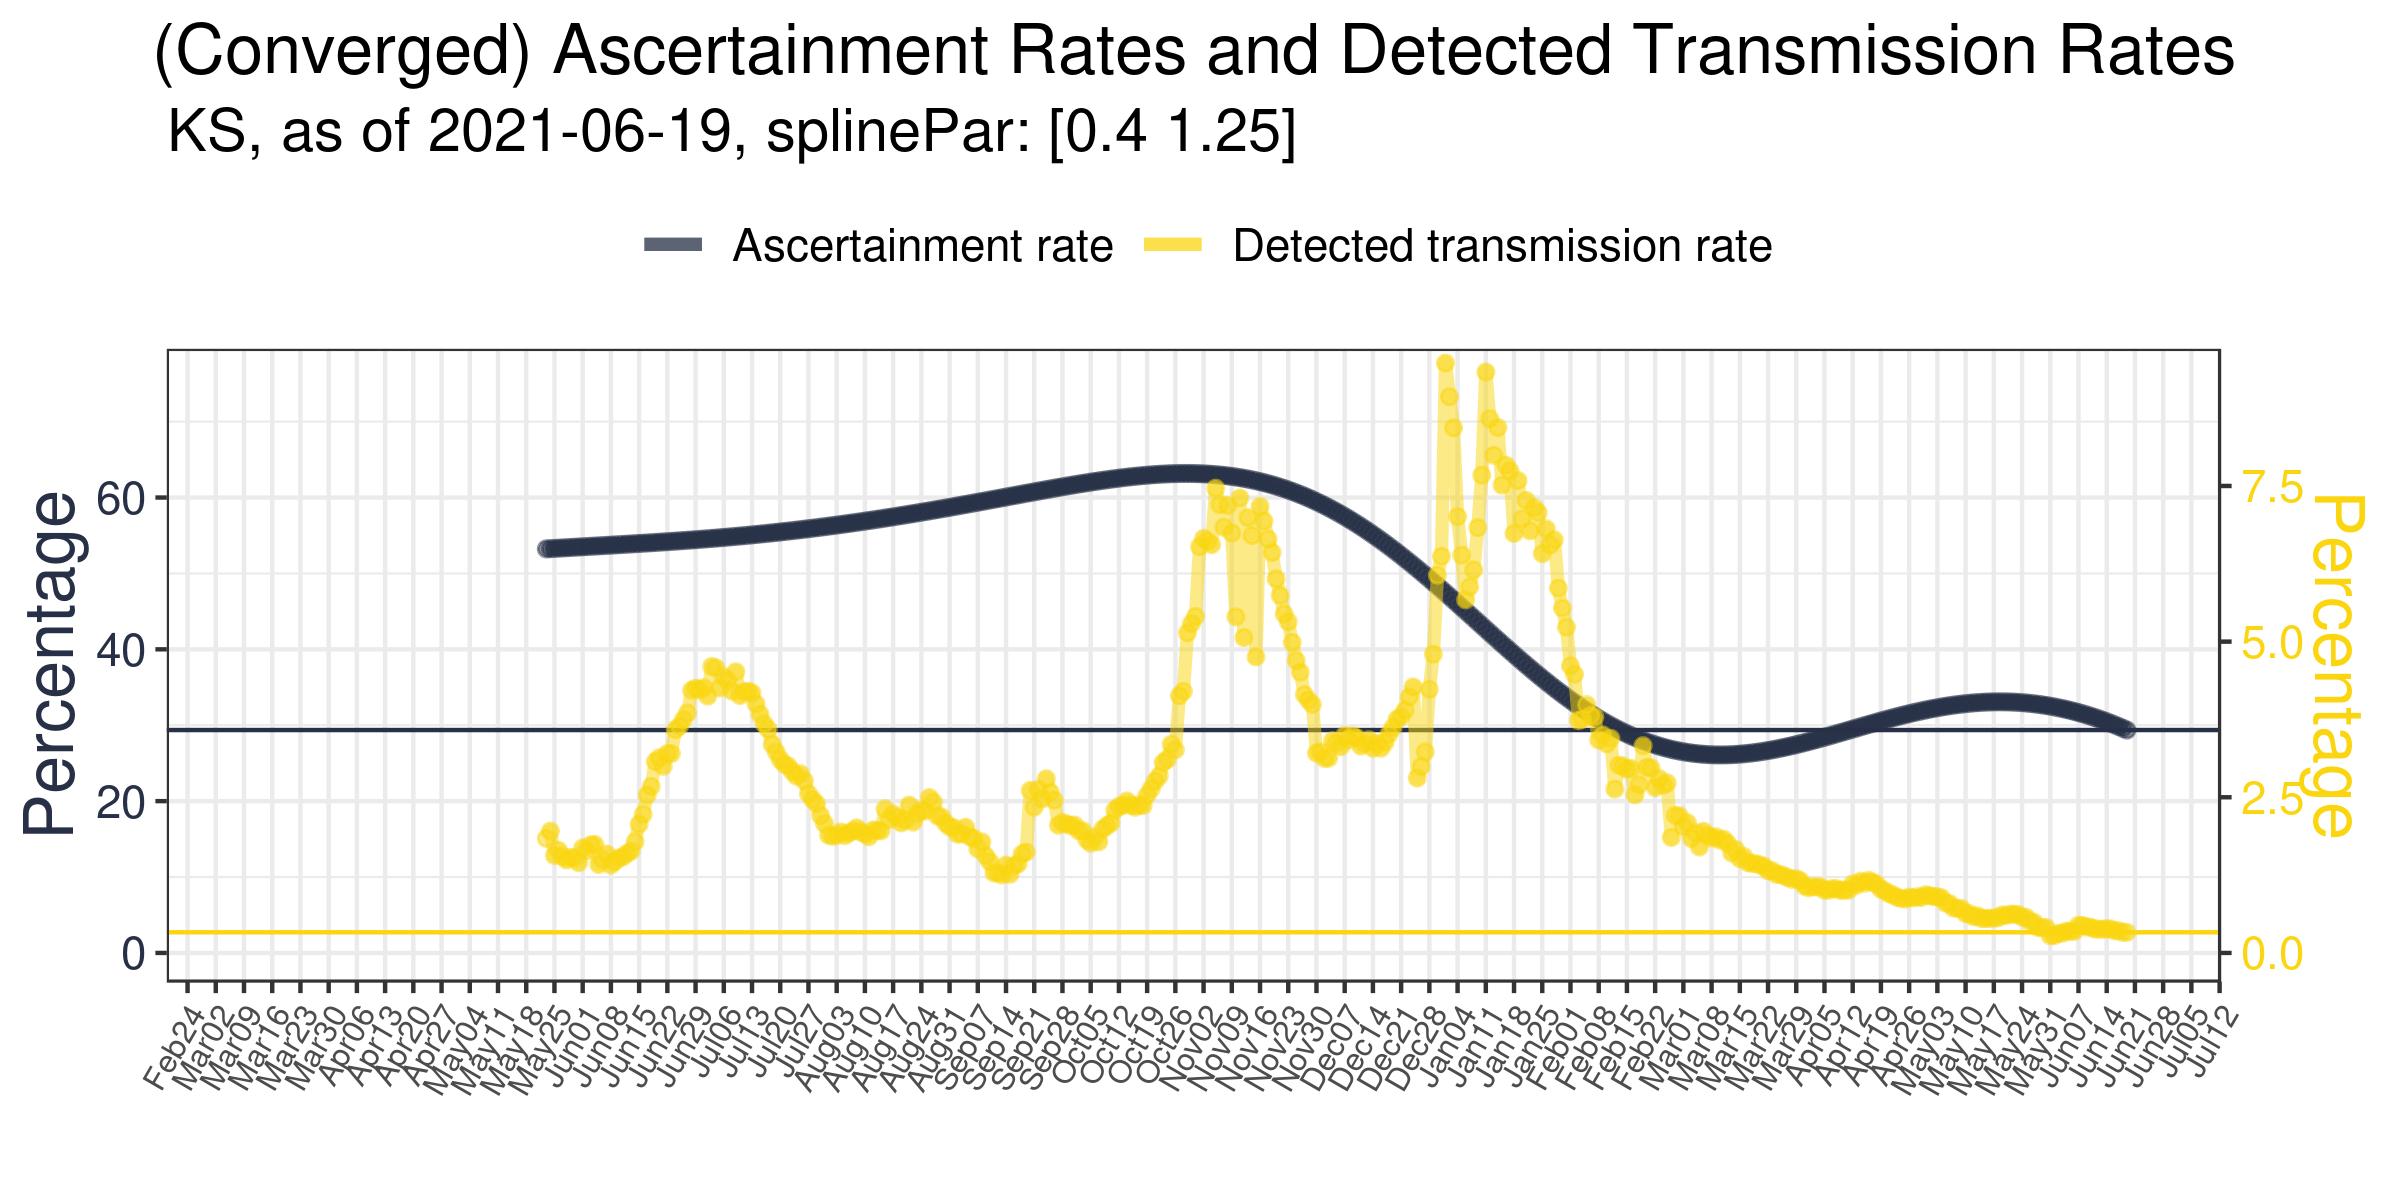 (Converged) Ascertainment Rates and Detected Transmission Rates
KS, as of 2021-06-19, splinePar: [0.4 1.25]
Ascertainment rate
Detected transmission rate
Percentage
60
40
20
0
7.5
5.0
2.5
0.0
Percentage
Feb24
Mar02
Mar09
Mar16
Mar23
Mar30
Apr06
Apr13
Apr20
Apr27
May04
May11
May18
May25
Jun01
Jun08
Jun15
Jun22
Jun29
Jul06
Jul13
Jul20
Jul27
Aug03
Aug10
Aug17
Aug24
Aug31
Sep07
Sep14
Sep21
Sep28
Oct05
Oct12
Oct19
Oct26
Nov02
Nov09
Nov16
Nov23
Nov30
Dec07
Dec14
Dec21
Dec28
Jan04
Jan11
Jan18
Jan25
Feb01
Feb08
Feb15
Feb22
Mar01
Mar08
Mar15
Mar22
Mar29
Apr05
Apr12
Apr19
Apr26
May03
May10
May17
May24
May31
Jun07
Jun14
Jun21
Jun28
Jul05
Jul12